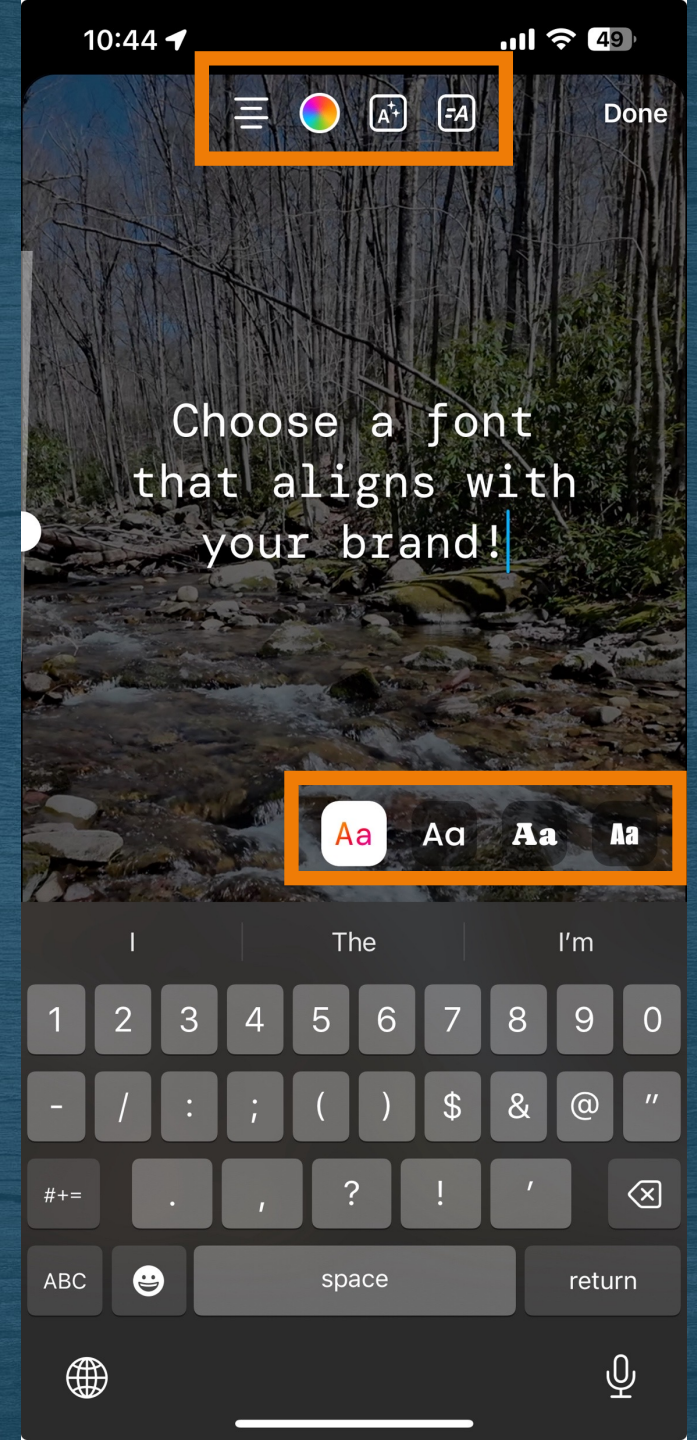 10:44
49
A
=A
Done
Choose a font
that aligns with
your brand!
Aa Aa Aa Aa
I The I’m
1 2 3 4 5 6 7 8 9 0
- / : ; ( ) $ & @ "
#+= . , ? ! '
ABC space return